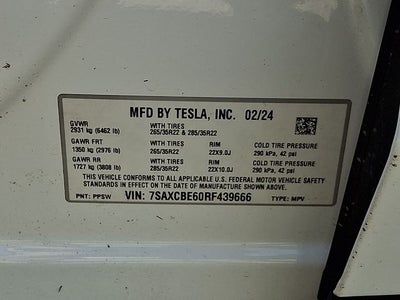 MFD BY TESLA, INC. 02/24
GVWR WITH TIRES
2931 kg (6462 lb) 265/35R22 & 285/35R22
GAWR FRT WITH TIRES RIM COLD TIRE PRESSURE
1350 kg (2976 lb) 265/35R22 22X9.0J 290 kPa, 42 psi
GAWR RR WITH TIRES RIM COLD TIRE PRESSURE
1727 kg (3808 lb) 285/35R22 22X10.0J 290 kPa, 42 psi
THIS VEHICLE CONFORMS TO ALL APPLICABLE U.S. FEDERAL MOTOR VEHICLE SAFETY
STANDARDS IN EFFECT ON THE DATE OF MANUFACTURE SHOWN ABOVE.
PNT: PPSW VIN: 7SAXCBE60RF439666 TYPE: MPV